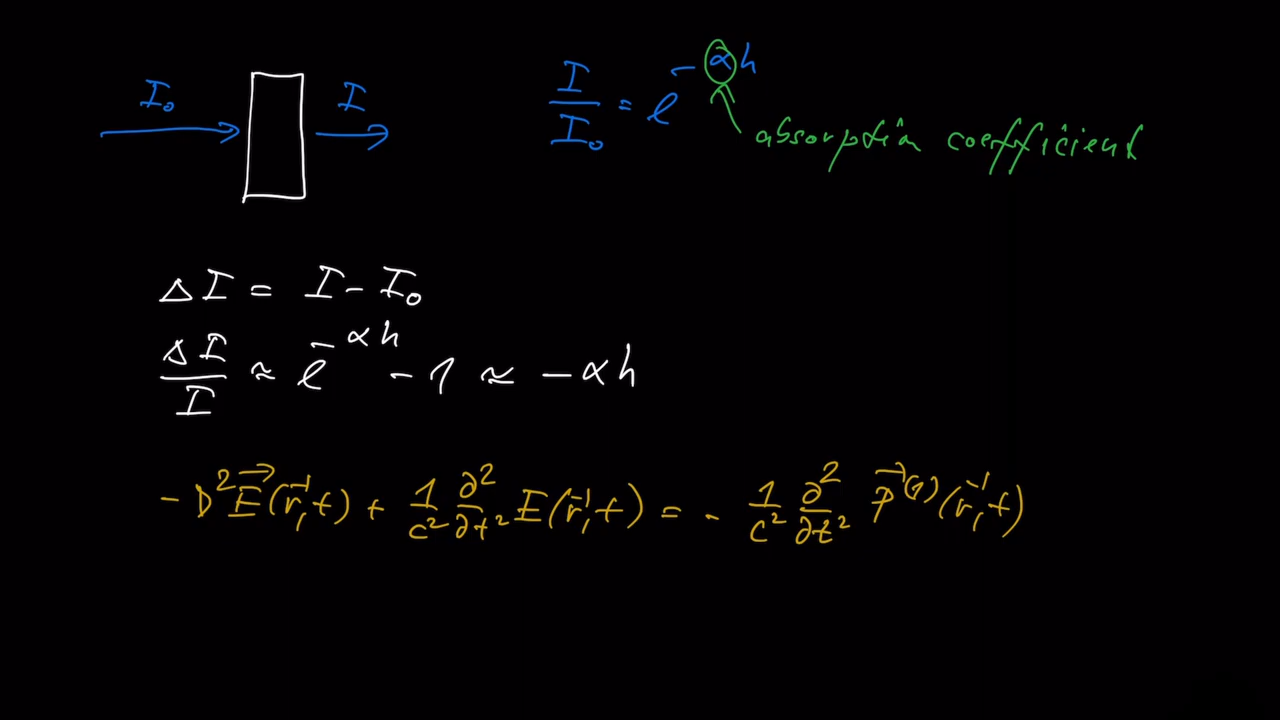 I₀ I
I/I₀ = e^(-αh)
absorption coefficient
ΔI = I - I₀
ΔI/I ≈ e^(-αh) - 1 ≈ -αh
-∇²E⃗(r⃗,t) + 1/c² ∂²/∂t² E(r⃗,t) = - 1/c² ∂²/∂t² P⃗⁽¹⁾(r⃗,t)